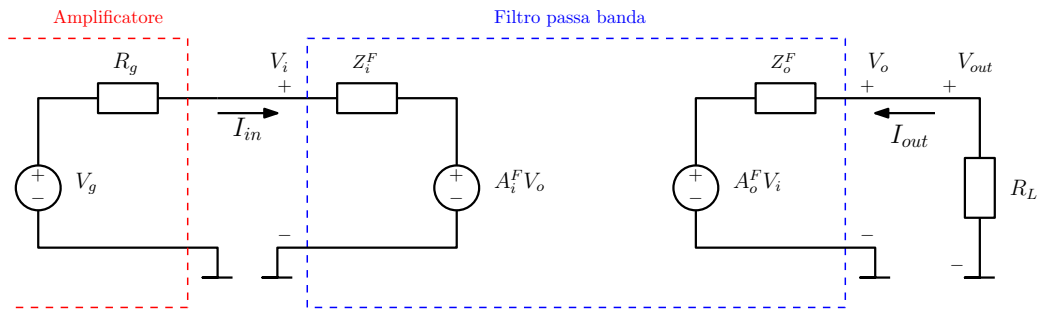 Amplificatore
Filtro passa banda
R_g
V_i
Z_i^F
Z_o^F
V_o
V_out
+
+
+
I_in
I_out
+
−
V_g
+
−
A_i^F V_o
+
−
A_o^F V_i
R_L
−
−
−